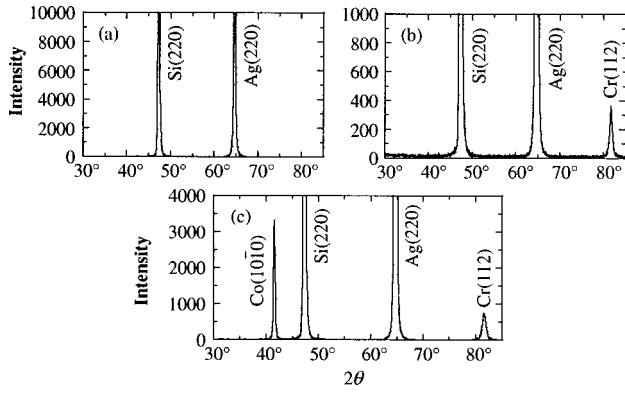 (a)
Intensity
10000
8000
6000
4000
2000
0
30° 40° 50° 60° 70° 80°
Si(220)
Ag(220)
(b)
1000
800
600
400
200
0
30° 40° 50° 60° 70° 80°
Si(220)
Ag(220)
Cr(112)
(c)
Intensity
4000
3000
2000
1000
0
30° 40° 50° 60° 70° 80°
Co(101̄0)
Si(220)
Ag(220)
Cr(112)
2θ